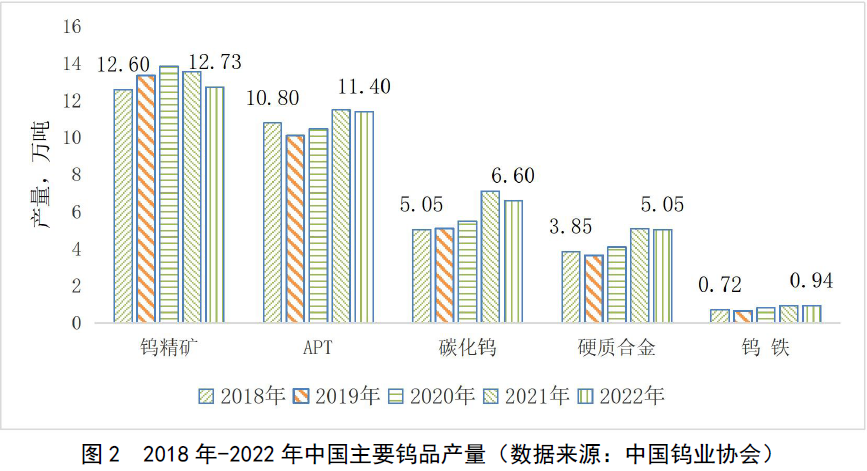 产量，万吨
16
14
12
10
8
6
4
2
0
12.60
12.73
10.80
11.40
5.05
6.60
3.85
5.05
0.72
0.94
钨精矿
APT
碳化钨
硬质合金
钨 铁
2018年
2019年
2020年
2021年
2022年
图 2 2018 年-2022 年中国主要钨品产量（数据来源：中国钨业协会）